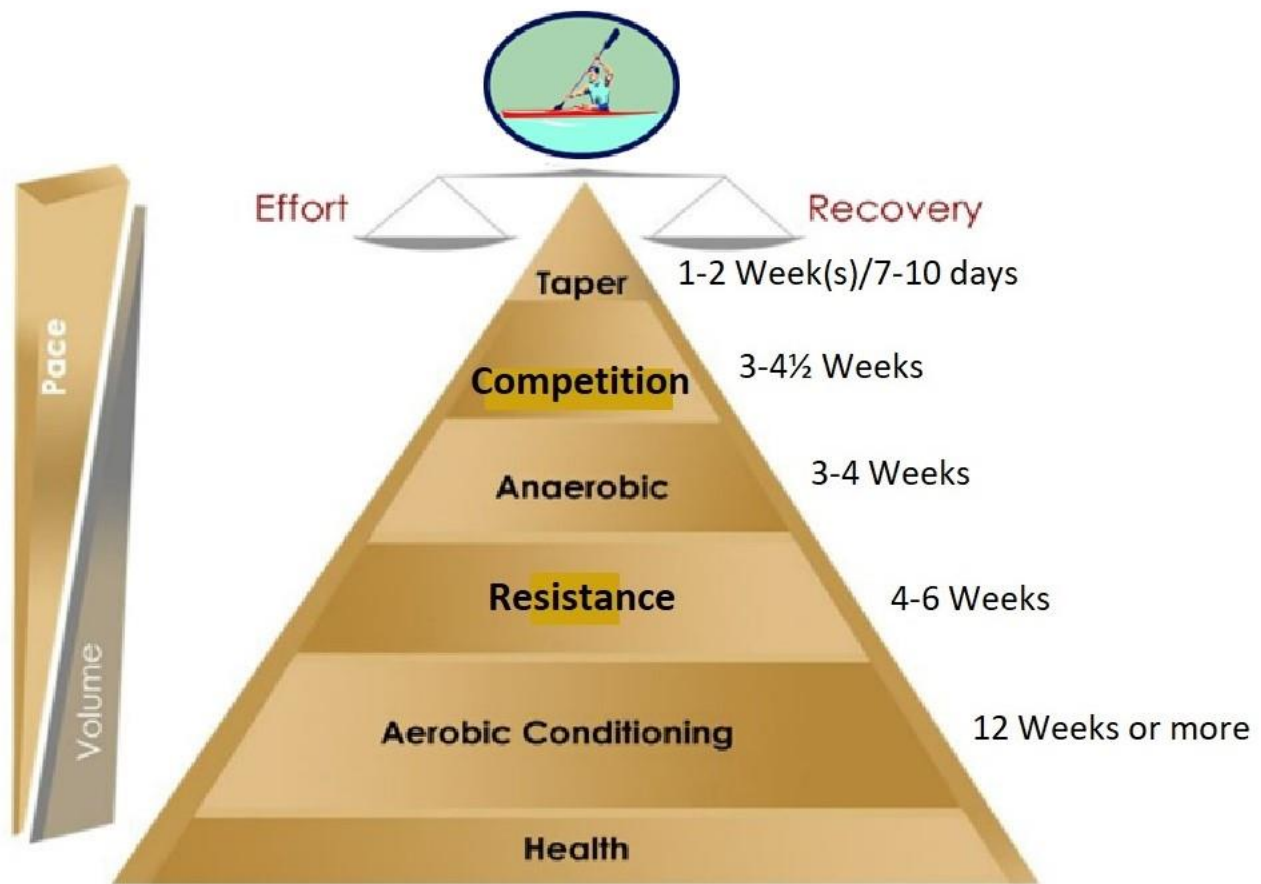 Effort
Recovery
Taper
1-2 Week(s)/7-10 days
Competition
3-4½ Weeks
Anaerobic
3-4 Weeks
Resistance
4-6 Weeks
Aerobic Conditioning
12 Weeks or more
Health
Pace
Volume